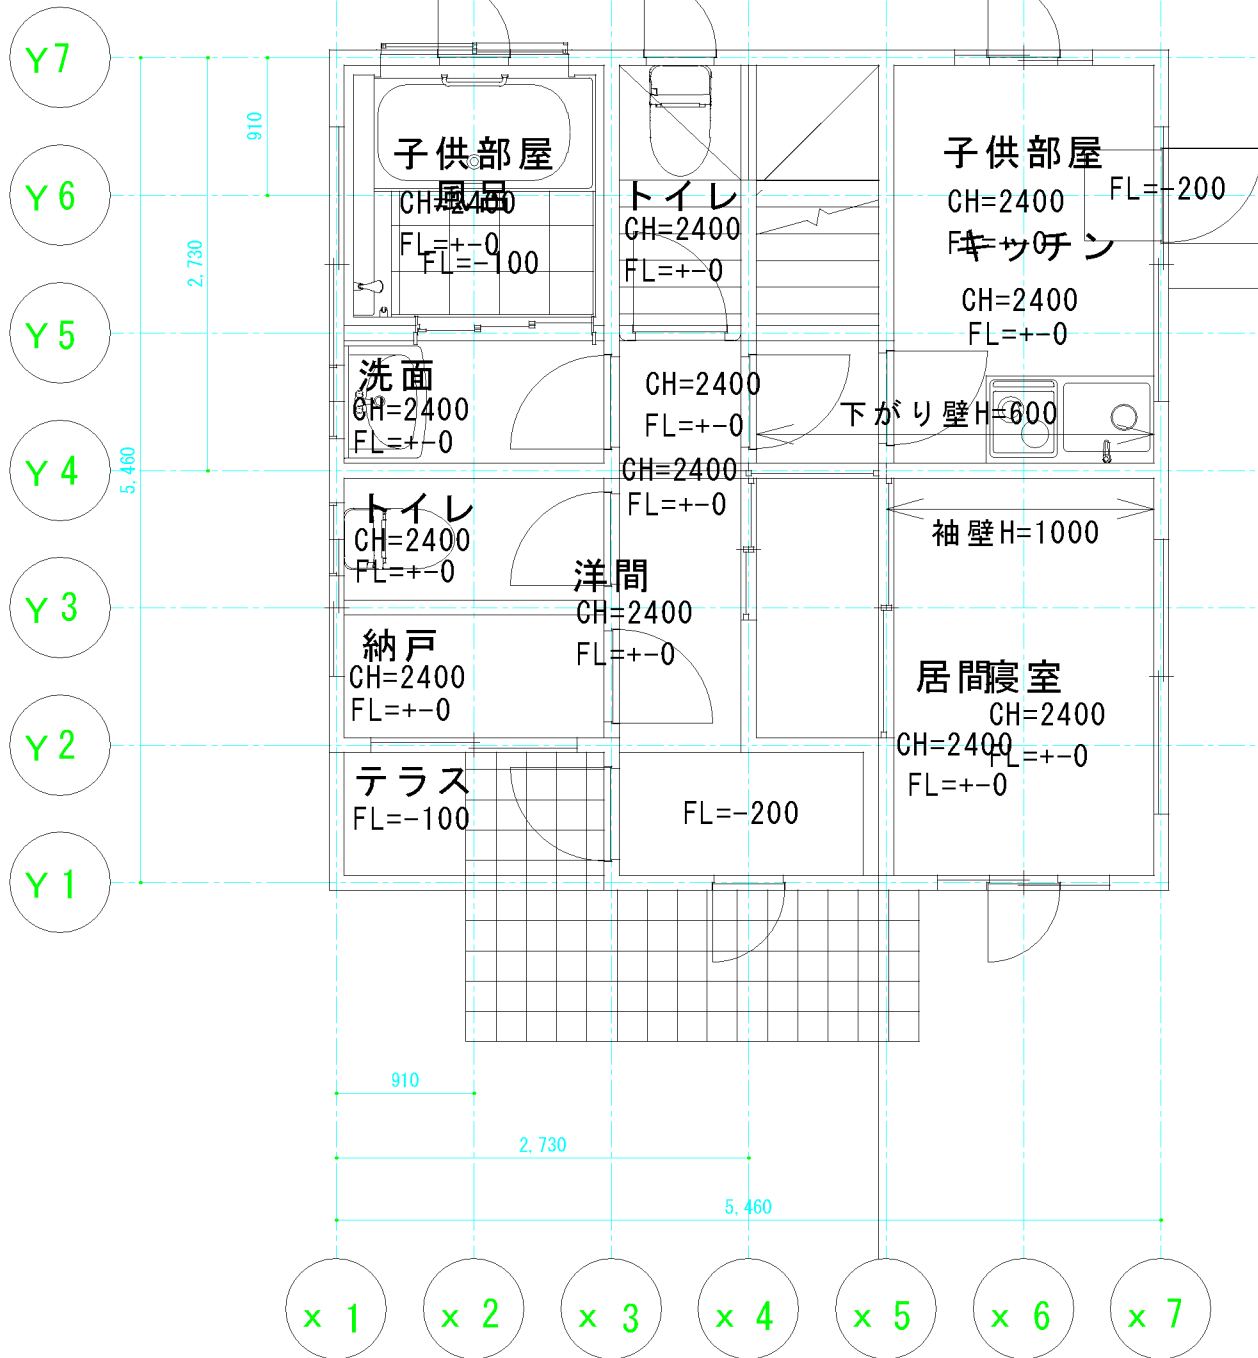 Y7
910
子供部屋
風呂
CH=2400
FL=+-0
FL=-100
トイレ
CH=2400
FL=+-0
子供部屋
CH=2400
FL=+-0
キッチン
CH=2400
FL=+-0
FL=-200
Y6
2,730
Y5
洗面
CH=2400
FL=+-0
CH=2400
FL=+-0
下がり壁H=600
Y4
5,460
CH=2400
FL=+-0
トイレ
CH=2400
FL=+-0
袖壁H=1000
洋間
CH=2400
FL=+-0
Y3
納戸
CH=2400
FL=+-0
居間
CH=2400
FL=+-0
寝室
CH=2400
FL=+-0
Y2
テラス
FL=-100
FL=-200
Y1
910
2,730
5,460
x1
x2
x3
x4
x5
x6
x7